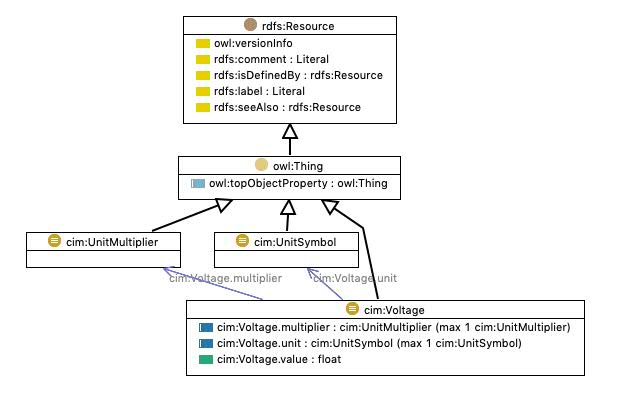 rdfs:Resource
owl:versionInfo
rdfs:comment : Literal
rdfs:isDefinedBy : rdfs:Resource
rdfs:label : Literal
rdfs:seeAlso : rdfs:Resource
owl:Thing
owl:topObjectProperty : owl:Thing
cim:UnitMultiplier
cim:UnitSymbol
cim:Voltage.multiplier
cim:Voltage.unit
cim:Voltage
cim:Voltage.multiplier : cim:UnitMultiplier (max 1 cim:UnitMultiplier)
cim:Voltage.unit : cim:UnitSymbol (max 1 cim:UnitSymbol)
cim:Voltage.value : float